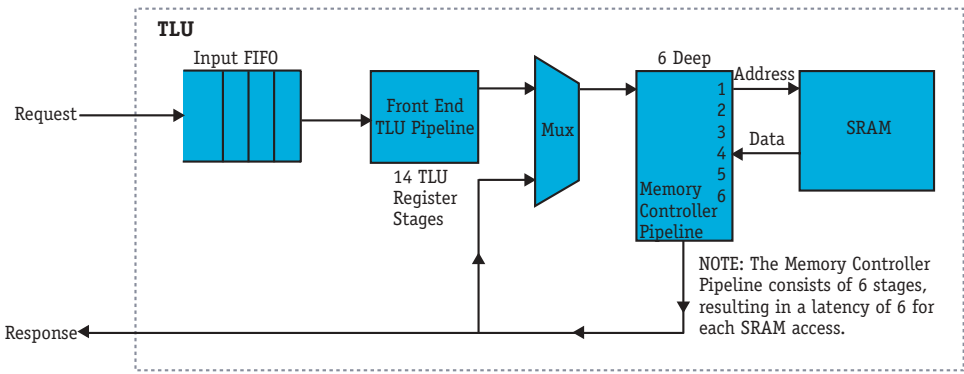 TLU
Input FIFO
6 Deep
Address
Request
Front End
TLU Pipeline
Mux
1
2
3
4
5
6
SRAM
Data
14 TLU
Register
Stages
Memory
Controller
Pipeline
NOTE: The Memory Controller
Pipeline consists of 6 stages,
resulting in a latency of 6 for
each SRAM access.
Response